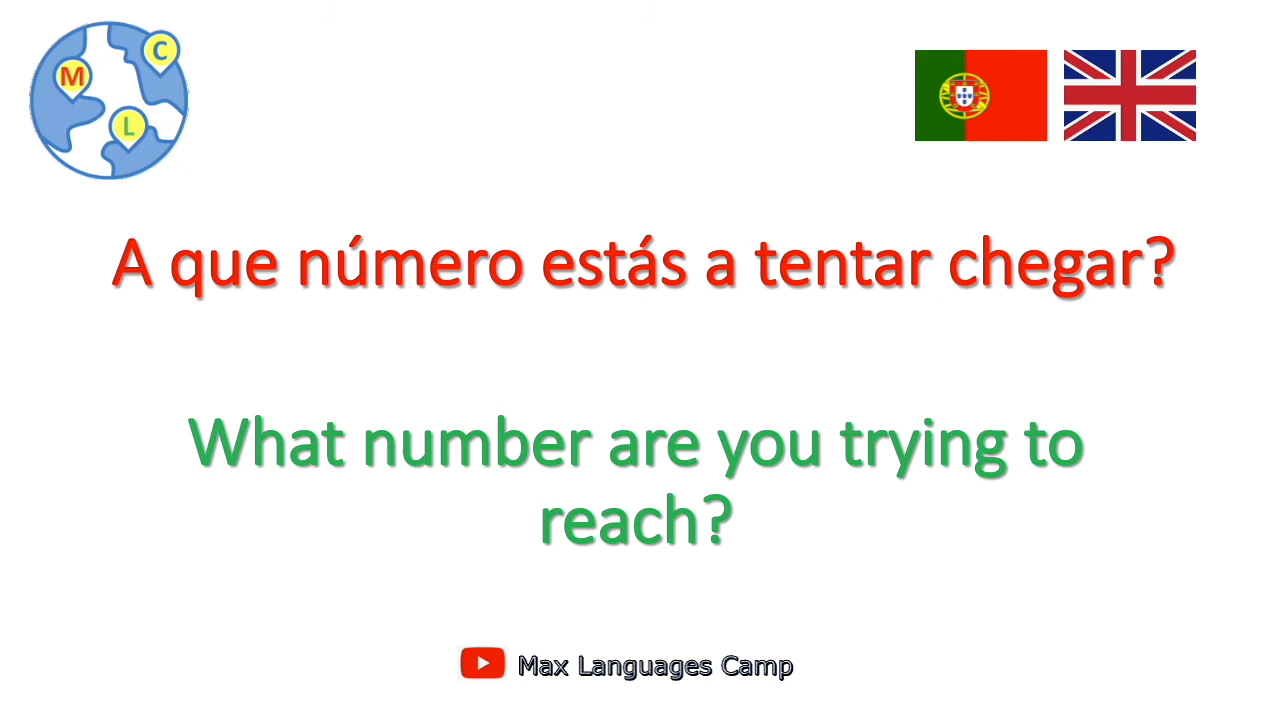 C
M
L
A que número estás a tentar chegar?
What number are you trying to
reach?
Max Languages Camp